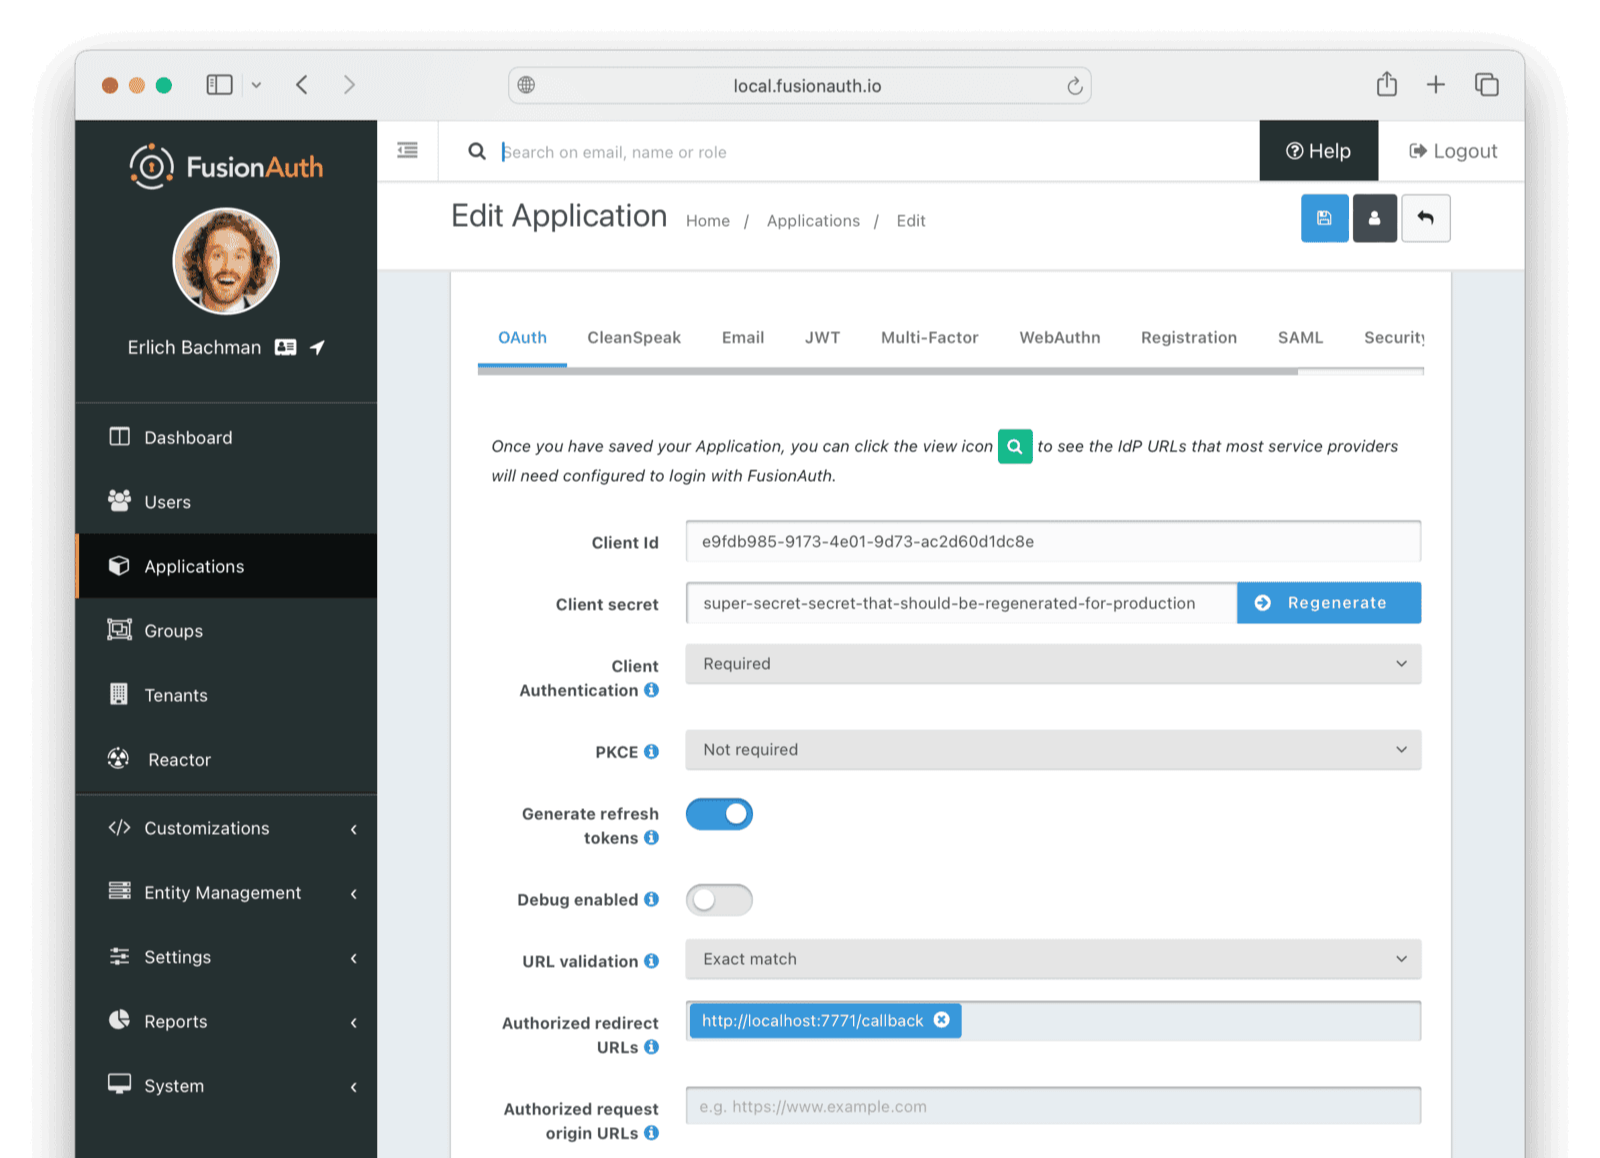 local.fusionauth.io
FusionAuth
Search on email, name or role
Help
Logout
Edit Application
Home / Applications / Edit
Erlich Bachman
Dashboard
Users
Applications
Groups
Tenants
Reactor
Customizations
Entity Management
Settings
Reports
System
OAuth CleanSpeak Email JWT Multi-Factor WebAuthn Registration SAML Security
Once you have saved your Application, you can click the view icon to see the IdP URLs that most service providers
will need configured to login with FusionAuth.
Client Id
e9fdb985-9173-4e01-9d73-ac2d60d1dc8e
Client secret
super-secret-secret-that-should-be-regenerated-for-production
Regenerate
Client
Authentication
Required
PKCE
Not required
Generate refresh
tokens
Debug enabled
URL validation
Exact match
Authorized redirect
URLs
http://localhost:7771/callback
Authorized request
origin URLs
e.g. https://www.example.com